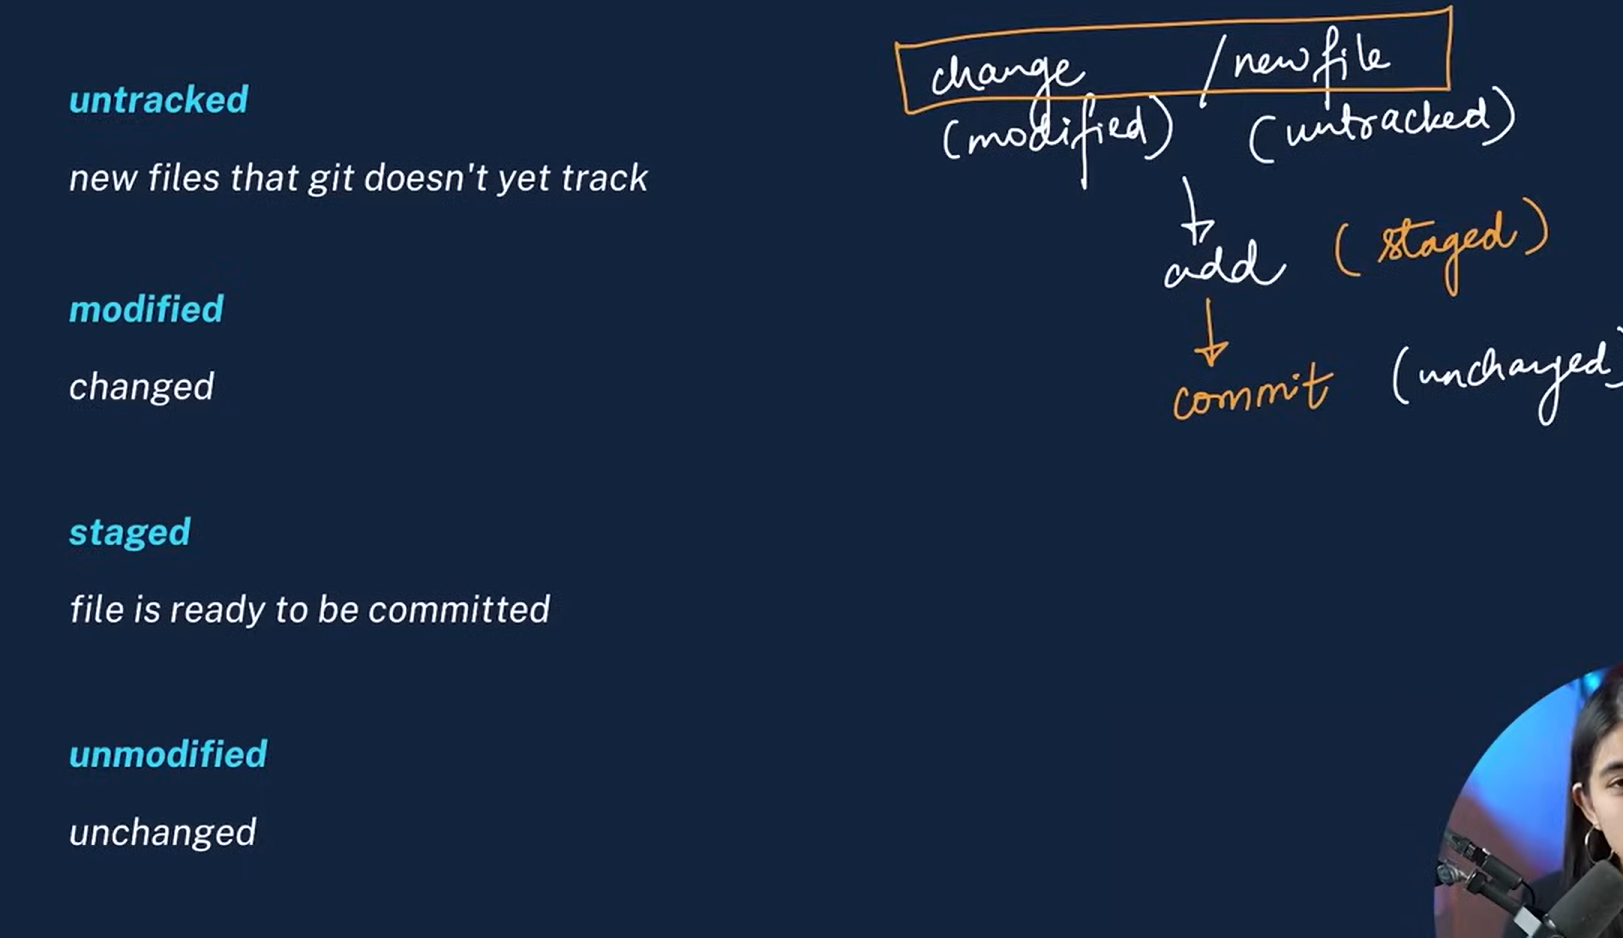 untracked
new files that git doesn't yet track
modified
changed
staged
file is ready to be committed
unmodified
unchanged
change / new file
(modified) (untracked)
add (staged)
commit (unchanged)